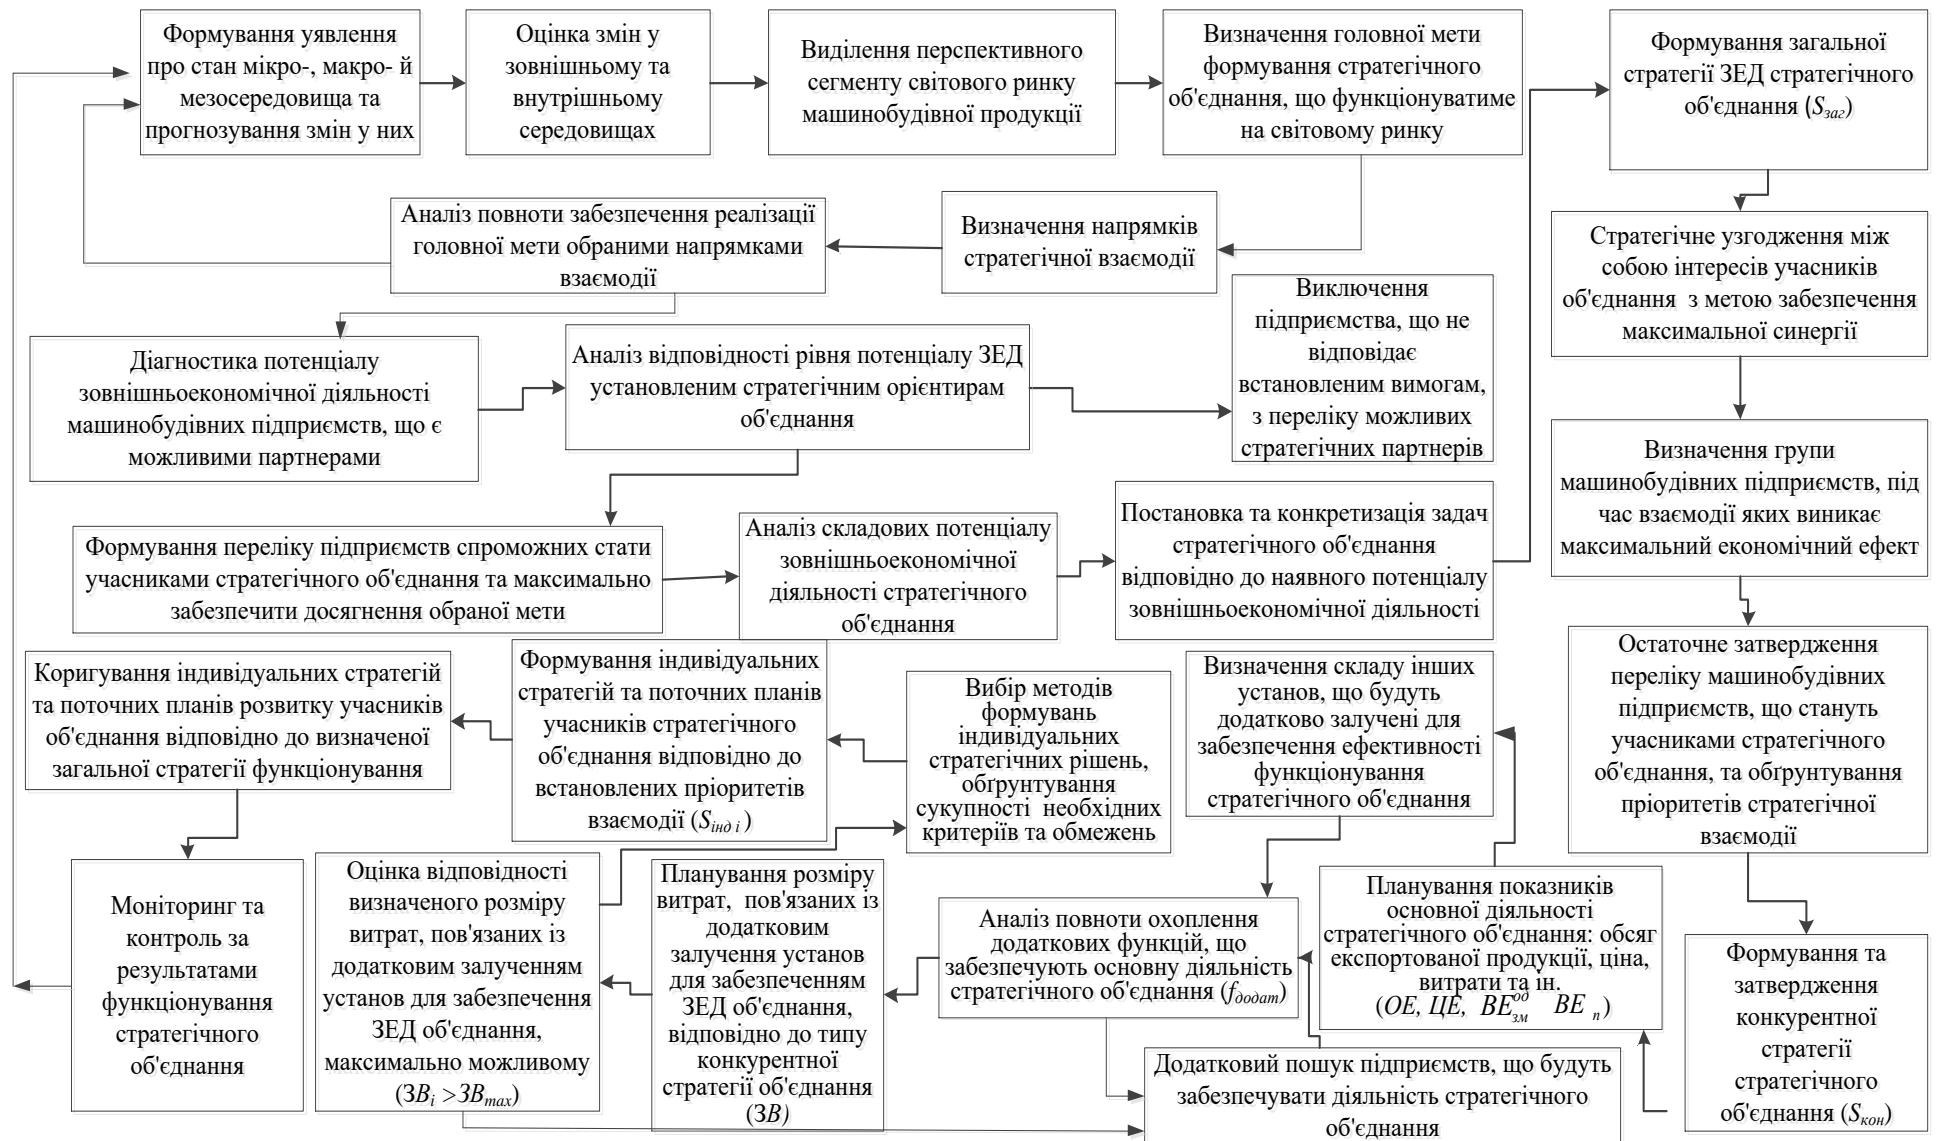 Формування уявлення
про стан мікро-, макро- й
мезосередовища та
прогнозування змін у них
Оцінка змін у
зовнішньому та
внутрішньому
середовищах
Виділення перспективного
сегменту світового ринку
машинобудівної продукції
Визначення головної мети
формування стратегічного
об'єднання, що функціонуватиме
на світовому ринку
Формування загальної
стратегії ЗЕД стратегічного
об'єднання (Sзаг)
Аналіз повноти забезпечення реалізації
головної мети обраними напрямками
взаємодії
Визначення напрямків
стратегічної взаємодії
Стратегічне узгодження між
собою інтересів учасників
об'єднання з метою забезпечення
максимальної синергії
Діагностика потенціалу
зовнішньоекономічної діяльності
машинобудівних підприємств, що є
можливими партнерами
Аналіз відповідності рівня потенціалу ЗЕД
установленим стратегічним орієнтирам
об'єднання
Виключення
підприємства, що не
відповідає
встановленим вимогам,
з переліку можливих
стратегічних партнерів
Визначення групи
машинобудівних підприємств, під
час взаємодії яких виникає
максимальний економічний ефект
Формування переліку підприємств спроможних стати
учасниками стратегічного об'єднання та максимально
забезпечити досягнення обраної мети
Аналіз складових потенціалу
зовнішньоекономічної
діяльності стратегічного
об'єднання
Постановка та конкретизація задач
стратегічного об'єднання
відповідно до наявного потенціалу
зовнішньоекономічної діяльності
Остаточне затвердження
переліку машинобудівних
підприємств, що стануть
учасниками стратегічного
об'єднання, та обґрунтування
пріоритетів стратегічної
взаємодії
Коригування індивідуальних стратегій
та поточних планів розвитку учасників
об'єднання відповідно до визначеної
загальної стратегії функціонування
Формування індивідуальних
стратегій та поточних планів
учасників стратегічного
об'єднання відповідно до
встановлених пріоритетів
взаємодії (Sінд i )
Вибір методів
формувань
індивідуальних
стратегічних рішень,
обґрунтування
сукупності необхідних
критеріїв та обмежень
Визначення складу інших
установ, що будуть
додатково залучені для
забезпечення ефективності
функціонування
стратегічного об'єднання
Моніторинг та
контроль за
результатами
функціонування
стратегічного
об'єднання
Оцінка відповідності
визначеного розміру
витрат, пов'язаних із
додатковим залученням
установ для забезпечення
ЗЕД об'єднання,
максимально можливому
(ЗВi >ЗВmax)
Планування розміру
витрат, пов'язаних із
додатковим
залучення установ
для забезпеченням
ЗЕД об'єднання,
відповідно до типу
конкурентної
стратегії об'єднання
(ЗВ)
Аналіз повноти охоплення
додаткових функцій, що
забезпечують основну діяльність
стратегічного об'єднання (fдодат)
Планування показників
основної діяльності
стратегічного об'єднання: обсяг
експортованої продукції, ціна,
витрати та ін.
(ОЕ, ЦЕ, ВЕзм^од ВЕ п )
Формування та
затвердження
конкурентної
стратегії
стратегічного
об'єднання (Sкон)
Додатковий пошук підприємств, що будуть
забезпечувати діяльність стратегічного
об'єднання